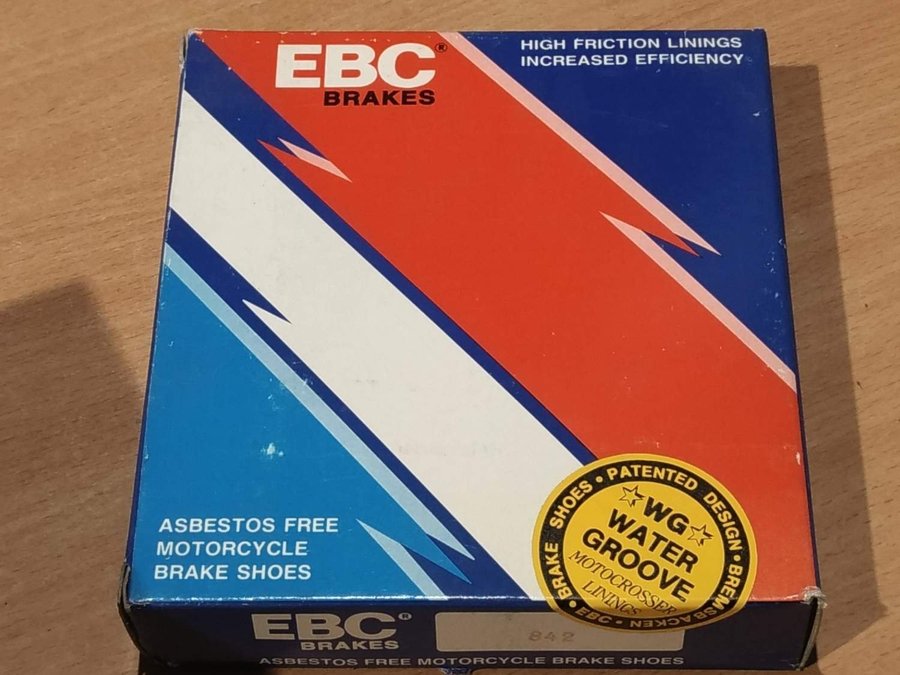 EBC®
BRAKES
HIGH FRICTION LININGS
INCREASED EFFICIENCY
ASBESTOS FREE
MOTORCYCLE
BRAKE SHOES
EBC BRAKE SHOES • PATENTED DESIGN • BREMSBACKEN •
WG
WATER
GROOVE
MOTOCROSSER
LININGS
EBC®
BRAKES
842
ASBESTOS FREE MOTORCYCLE BRAKE SHOES